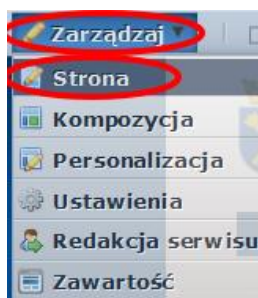 Zarządzaj
Strona
Kompozycja
Personalizacja
Ustawienia
Redakcja serwisu
Zawartość